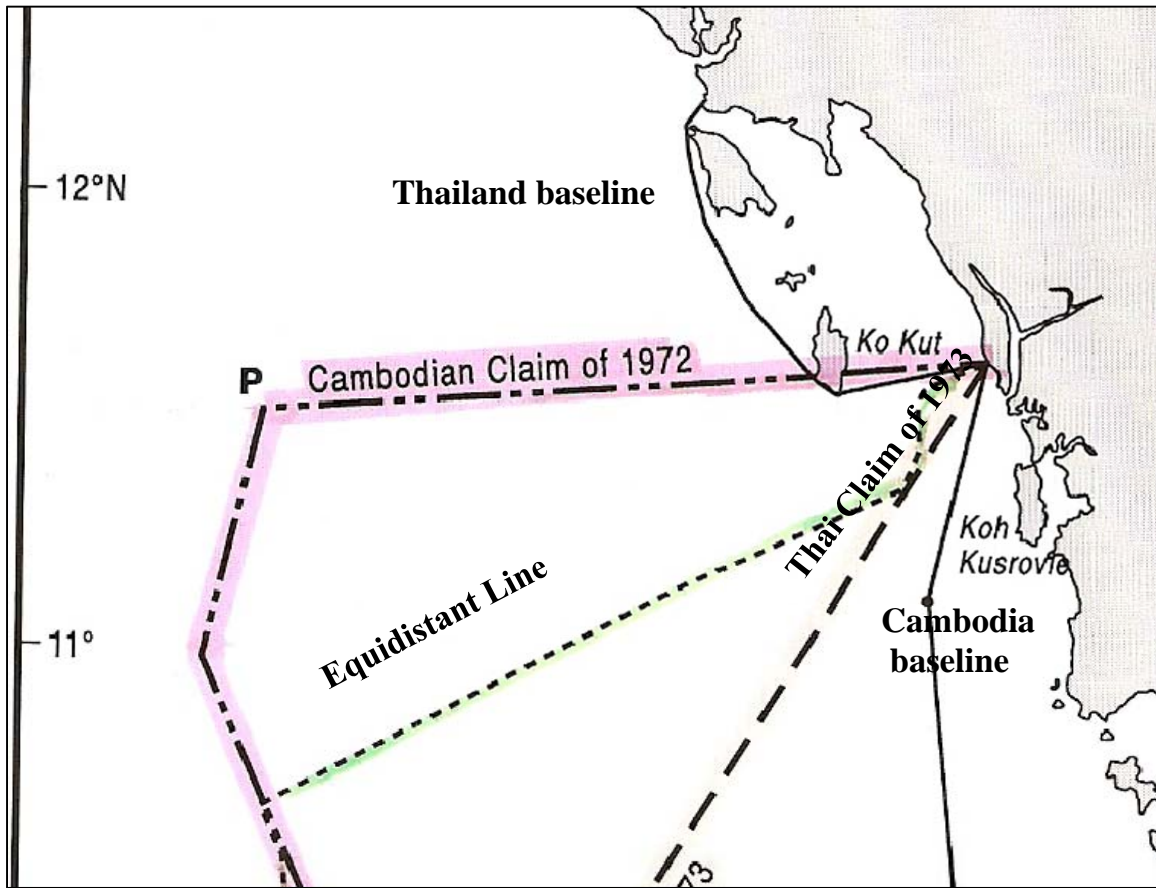 12°N
Thailand baseline
Ko Kut
P
Cambodian Claim of 1972
Thai Claim of 1973
Equidistant Line
Koh
Kusrovie
Cambodia
baseline
11°
73